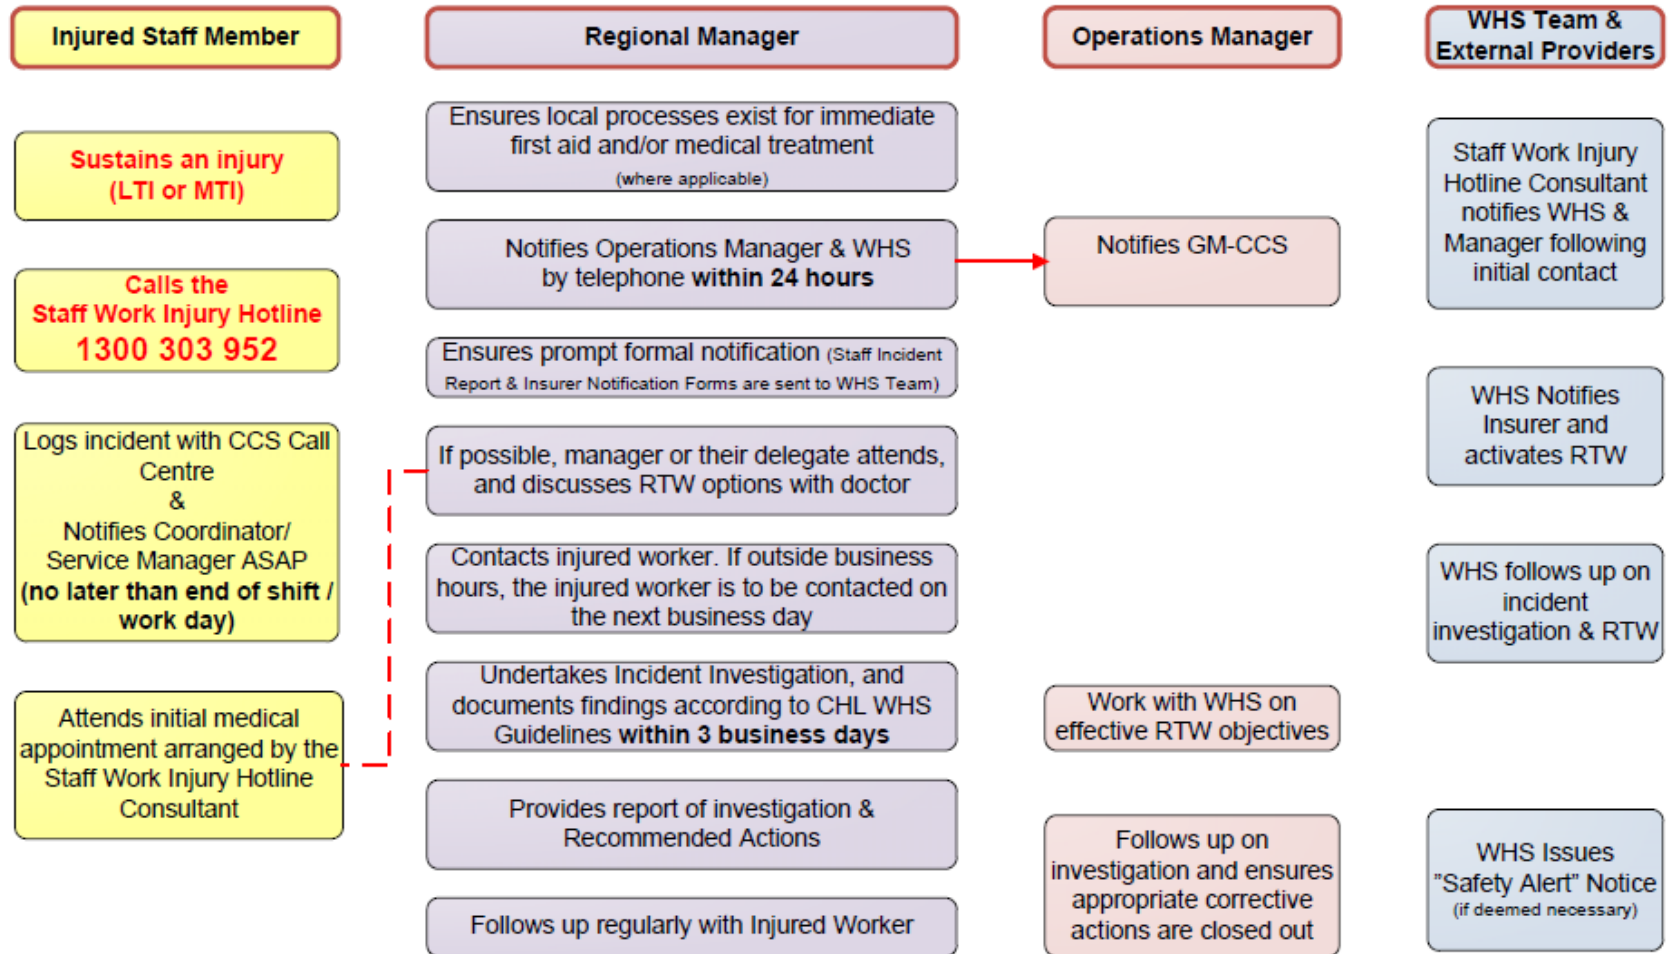 Injured Staff Member
Sustains an injury
(LTI or MTI)
Calls the
Staff Work Injury Hotline
1300 303 952
Logs incident with CCS Call
Centre
&
Notifies Coordinator/
Service Manager ASAP
(no later than end of shift /
work day)
Attends initial medical
appointment arranged by the
Staff Work Injury Hotline
Consultant
Regional Manager
Ensures local processes exist for immediate
first aid and/or medical treatment
(where applicable)
Notifies Operations Manager & WHS
by telephone within 24 hours
Ensures prompt formal notification (Staff Incident
Report & Insurer Notification Forms are sent to WHS Team)
If possible, manager or their delegate attends,
and discusses RTW options with doctor
Contacts injured worker. If outside business
hours, the injured worker is to be contacted on
the next business day
Undertakes Incident Investigation, and
documents findings according to CHL WHS
Guidelines within 3 business days
Provides report of investigation &
Recommended Actions
Follows up regularly with Injured Worker
Operations Manager
Notifies GM-CCS
Work with WHS on
effective RTW objectives
Follows up on
investigation and ensures
appropriate corrective
actions are closed out
WHS Team &
External Providers
Staff Work Injury
Hotline Consultant
notifies WHS &
Manager following
initial contact
WHS Notifies
Insurer and
activates RTW
WHS follows up on
incident
investigation & RTW
WHS Issues
”Safety Alert” Notice
(if deemed necessary)